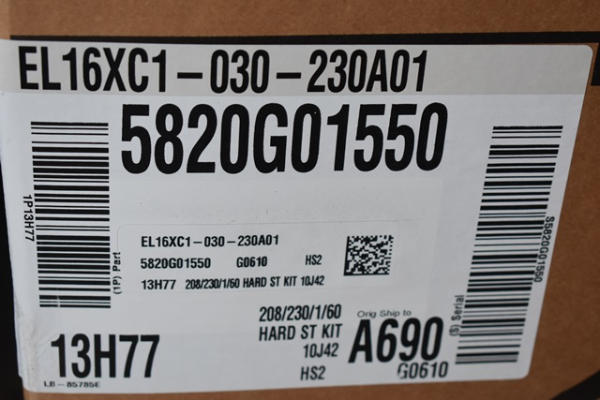 EL16XC1-030-230A01
5820G01550
1P13H77
(1P) Part
EL16XC1-030-230A01
5820G01550 G0610 HS2
13H77 208/230/1/60 HARD ST KIT 10J42
S5820G01550
(S) Serial
208/230/1/60
HARD ST KIT
10J42
HS2
Orig Ship to
A690
G0610
13H77
LB-85785E